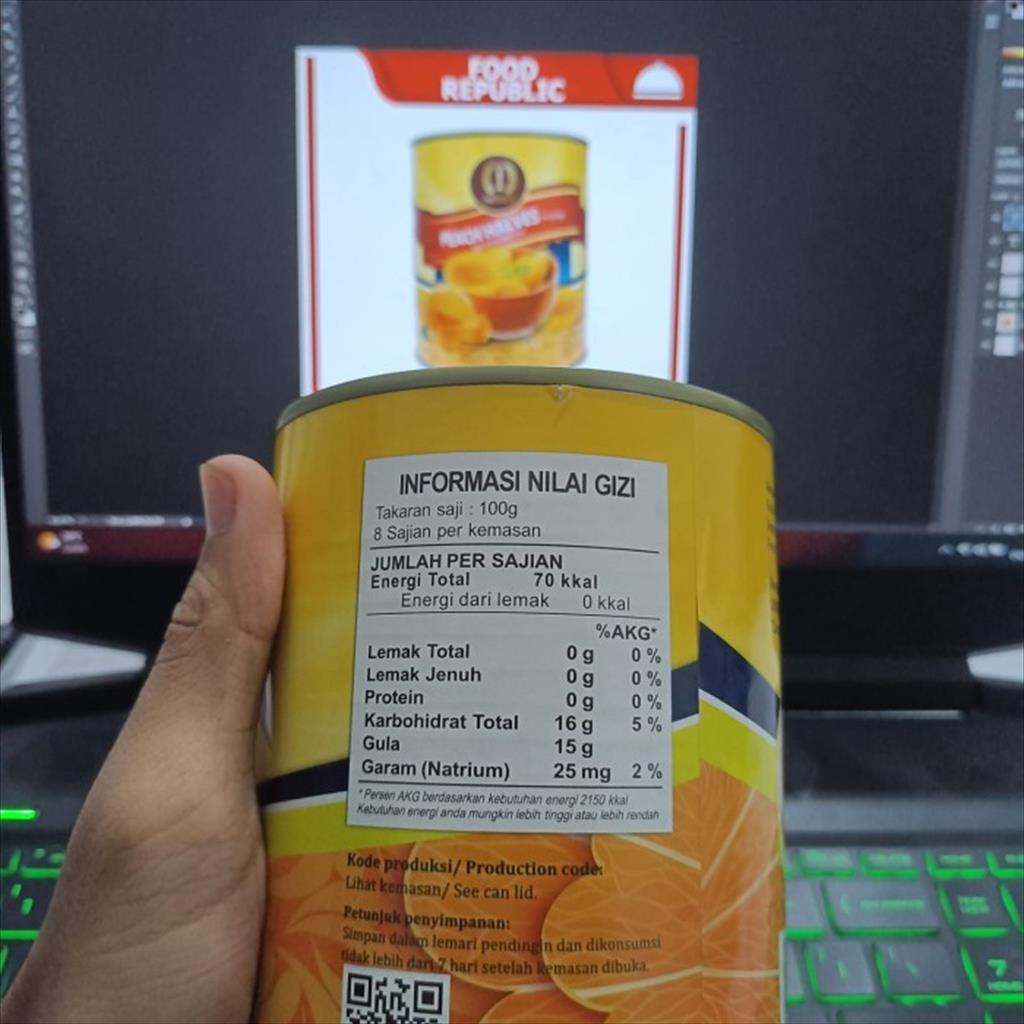 FOOD
REPUBLIC
PEACH HALVES
INFORMASI NILAI GIZI
Takaran saji : 100g
8 Sajian per kemasan
JUMLAH PER SAJIAN
Energi Total 70 kkal
Energi dari lemak 0 kkal
%AKG*
Lemak Total 0 g 0 %
Lemak Jenuh 0 g 0 %
Protein 0 g 0 %
Karbohidrat Total 16 g 5 %
Gula 15 g
Garam (Natrium) 25 mg 2 %
*Persen AKG berdasarkan kebutuhan energi 2150 kkal
Kebutuhan energi anda mungkin lebih tinggi atau lebih rendah
Kode produksi/ Production code:
Lihat kemasan/ See can lid.
Petunjuk penyimpanan:
Simpan dalam lemari pendingin dan dikonsumsi
tidak lebih dari 7 hari setelah kemasan dibuka.
7
HOME